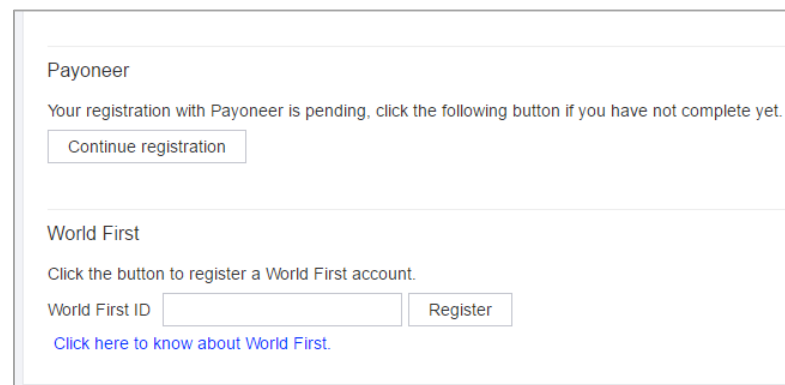 Payoneer
Your registration with Payoneer is pending, click the following button if you have not complete yet.
Continue registration
World First
Click the button to register a World First account.
World First ID Register
Click here to know about World First.